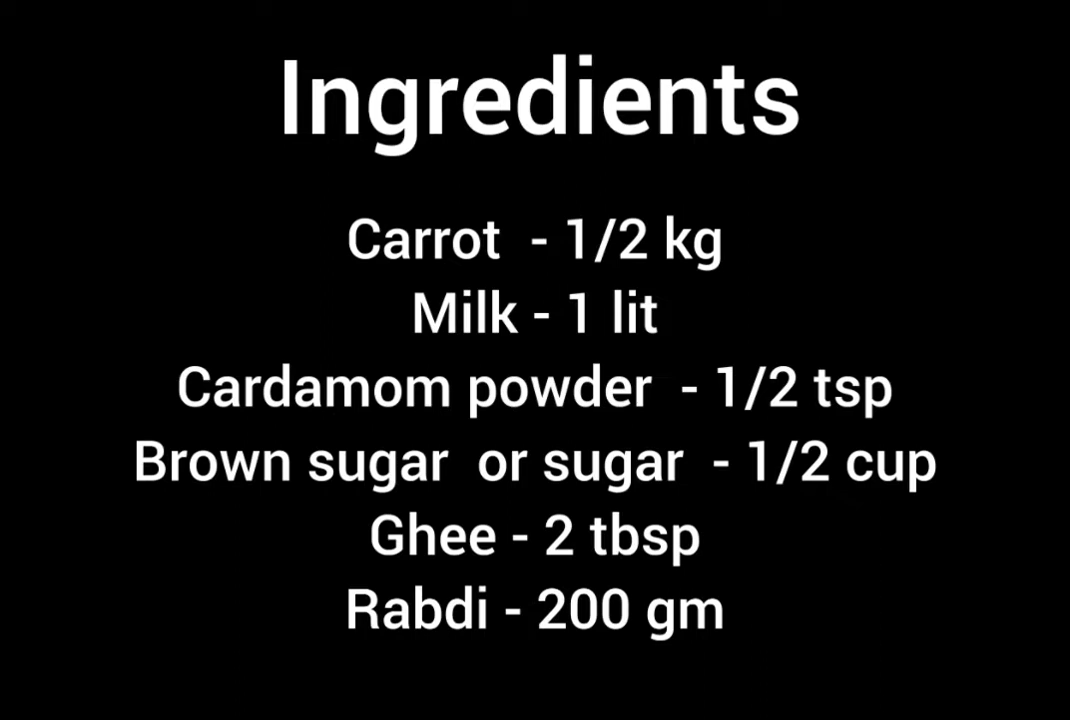 Ingredients
Carrot - 1/2 kg
Milk - 1 lit
Cardamom powder - 1/2 tsp
Brown sugar or sugar - 1/2 cup
Ghee - 2 tbsp
Rabdi - 200 gm